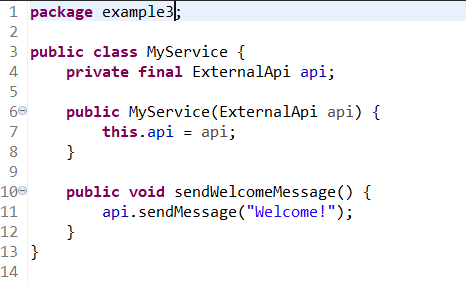 1 package example3;
2
3 public class MyService {
4     private final ExternalApi api;
5
6     public MyService(ExternalApi api) {
7         this.api = api;
8     }
9
10     public void sendWelcomeMessage() {
11         api.sendMessage("Welcome!");
12     }
13 }
14